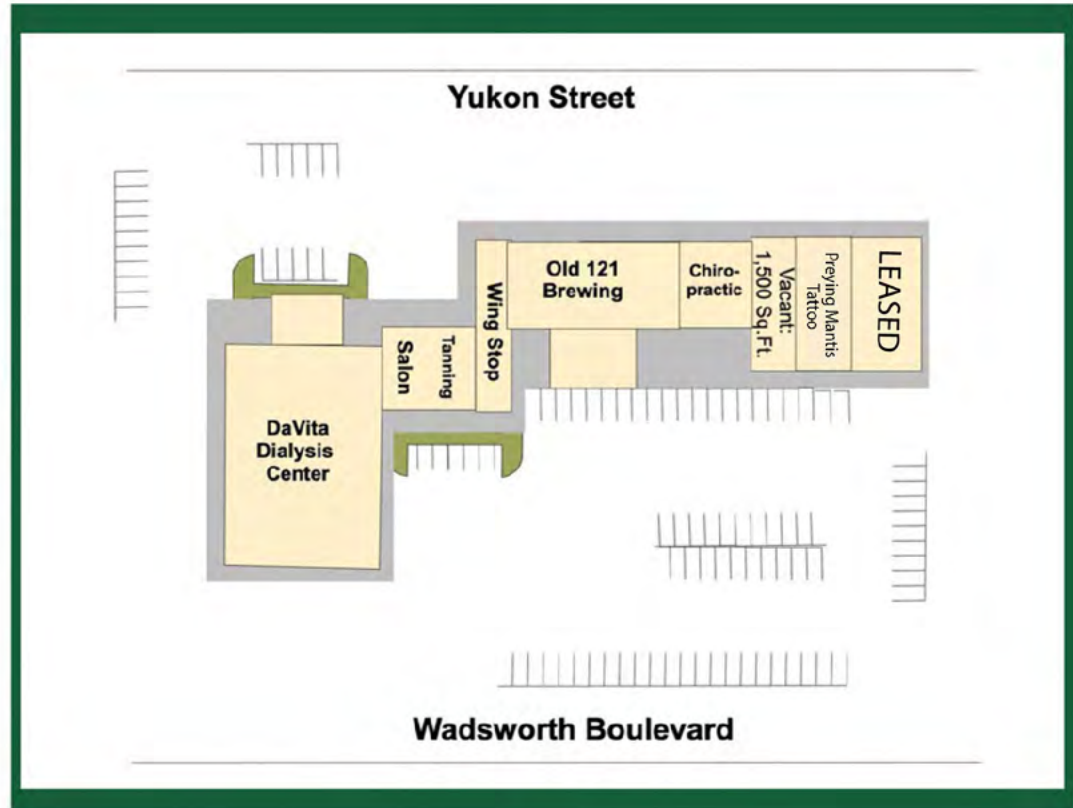 Yukon Street
Old 121
Brewing
Chiro-
practic
Vacant:
1,500 Sq.Ft.
Preying Mantis
Tattoo
LEASED
Wing Stop
Tanning
Salon
DaVita
Dialysis
Center
Wadsworth Boulevard